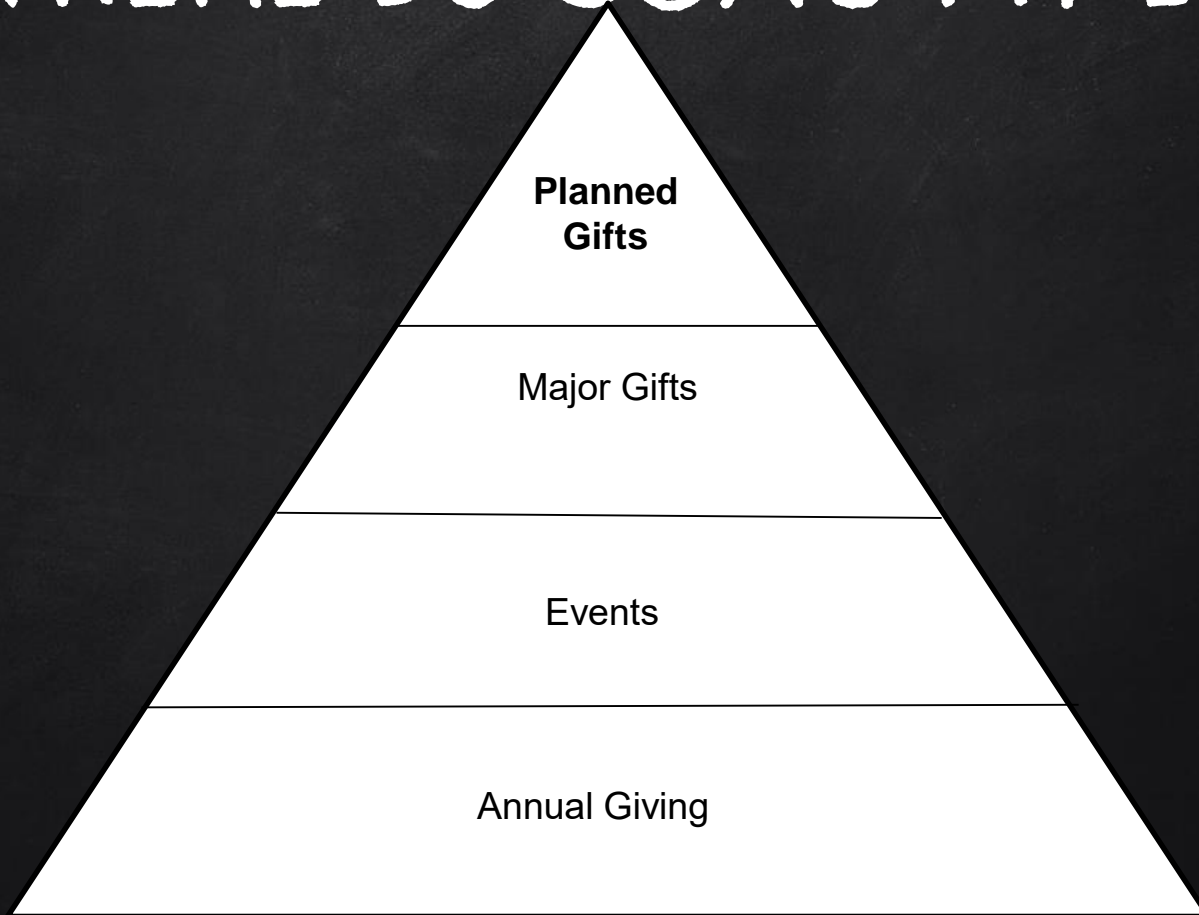 Planned
Gifts
Major Gifts
Events
Annual Giving